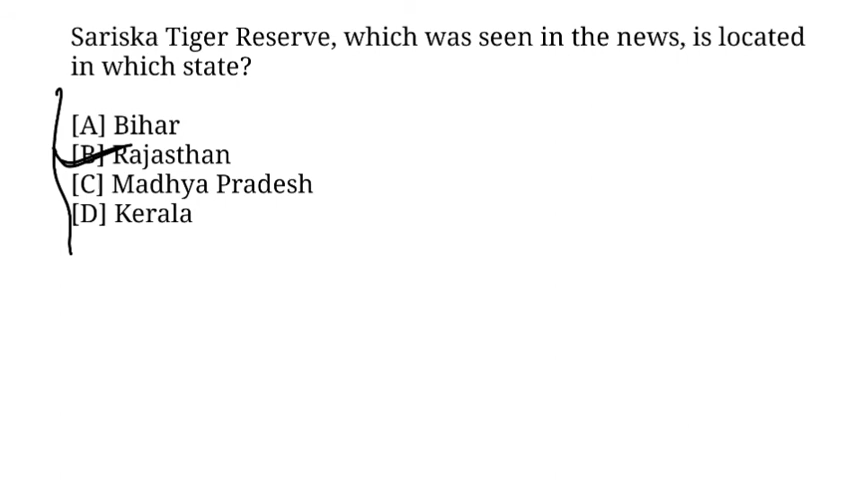 Sariska Tiger Reserve, which was seen in the news, is located
in which state?
[A] Bihar
[B] Rajasthan
[C] Madhya Pradesh
[D] Kerala